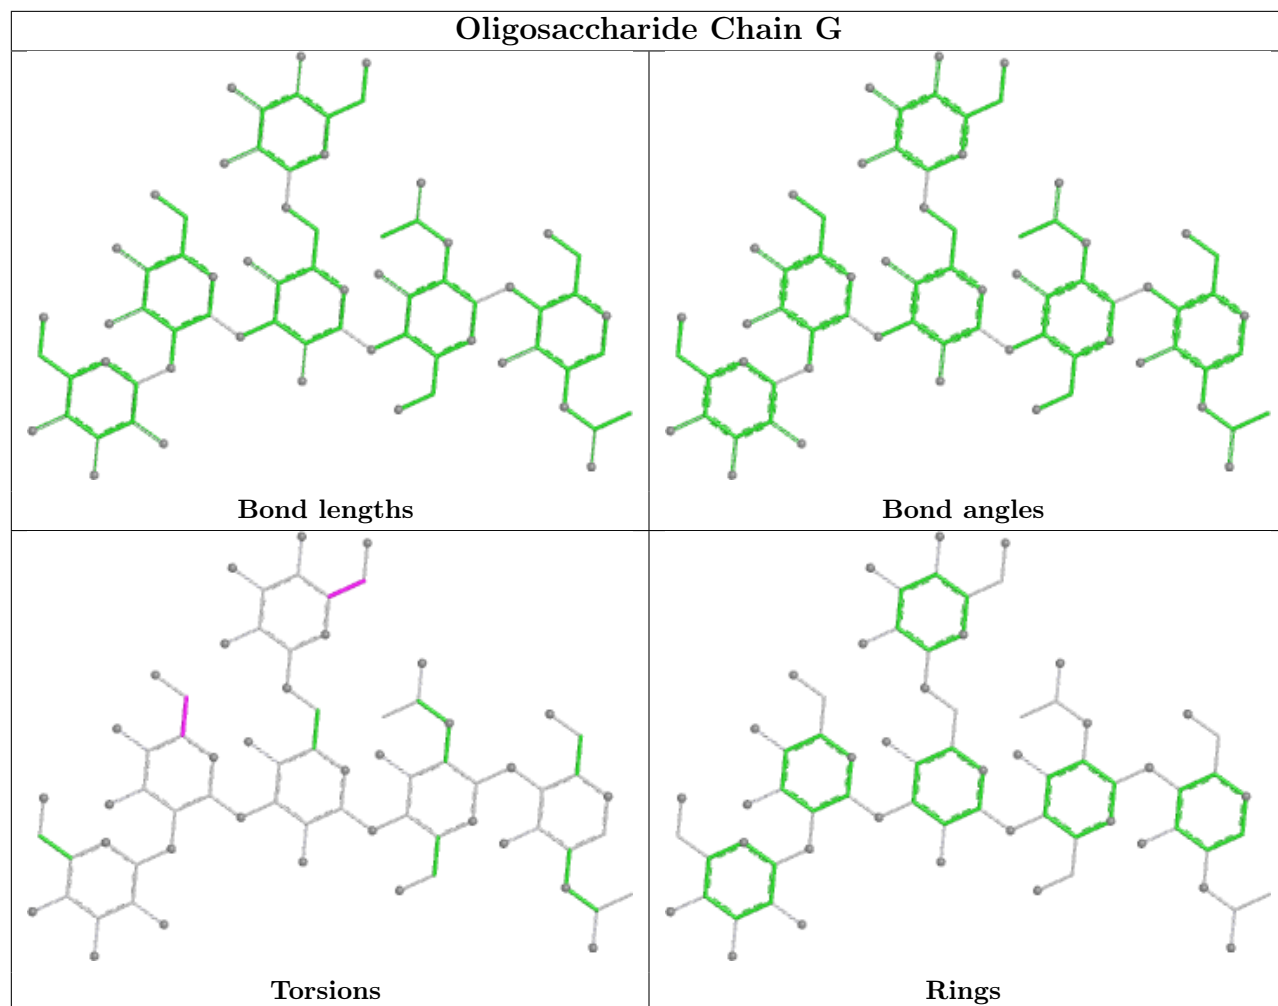 Oligosaccharide Chain G
Bond lengths
Bond angles
Torsions
Rings